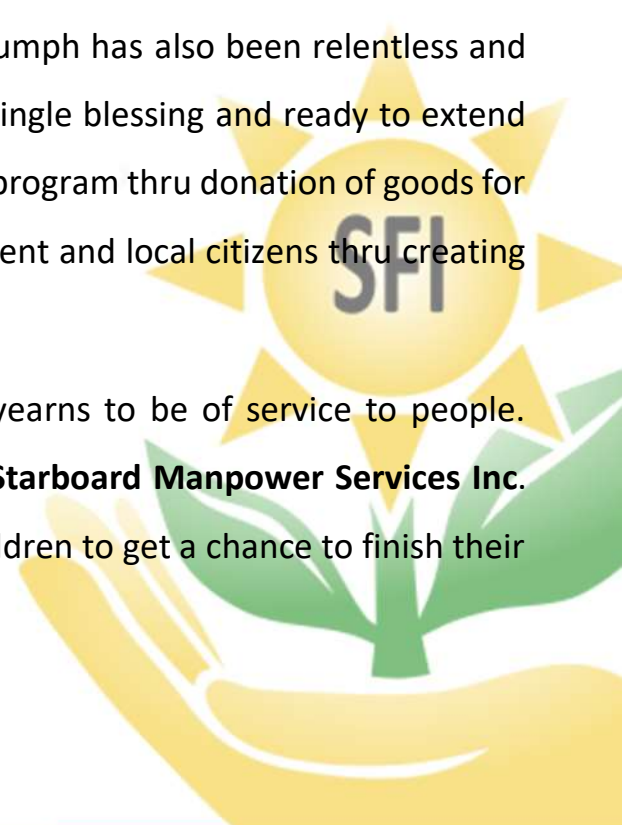 umph has also been relentless and
ingle blessing and ready to extend
program thru donation of goods for
SFI
ent and local citizens thru creating
yearns to be of service to people.
Starboard Manpower Services Inc.
ldren to get a chance to finish their